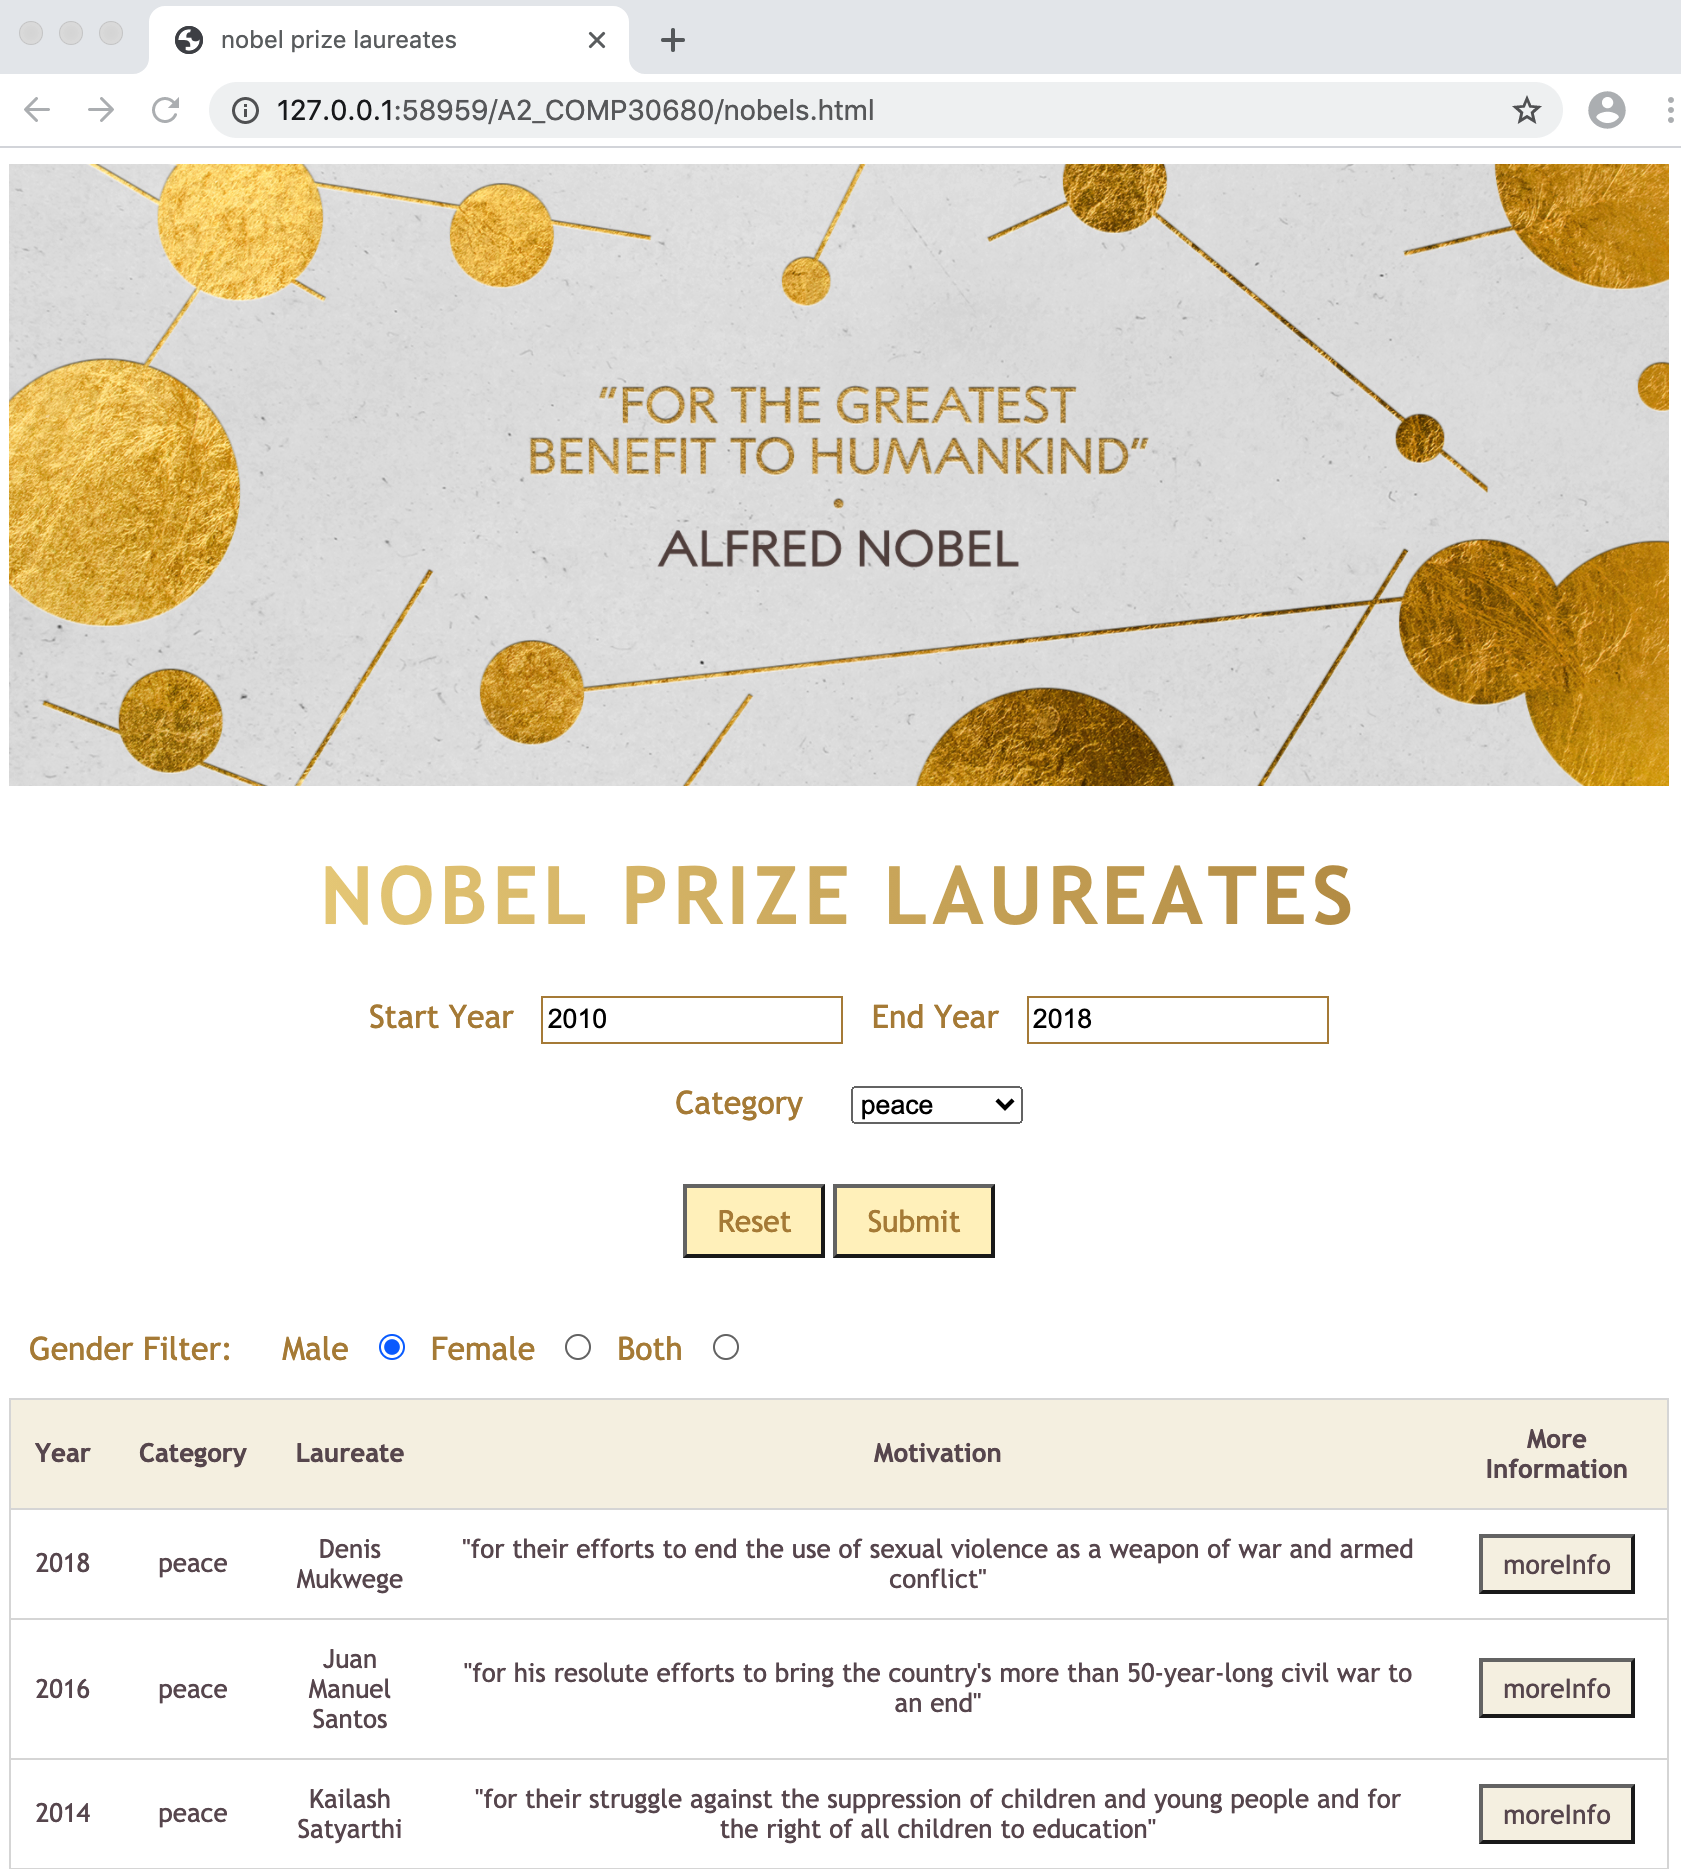 nobel prize laureates
127.0.0.1:58959/A2_COMP30680/nobels.html
“FOR THE GREATEST
BENEFIT TO HUMANKIND”
ALFRED NOBEL
NOBEL PRIZE LAUREATES
Start Year 2010 End Year 2018
Category peace
Reset Submit
Gender Filter: Male Female Both
Year Category Laureate Motivation More
Information
2018 peace Denis
Mukwege "for their efforts to end the use of sexual violence as a weapon of war and armed
conflict" moreInfo
2016 peace Juan
Manuel
Santos "for his resolute efforts to bring the country's more than 50-year-long civil war to
an end" moreInfo
2014 peace Kailash
Satyarthi "for their struggle against the suppression of children and young people and for
the right of all children to education" moreInfo